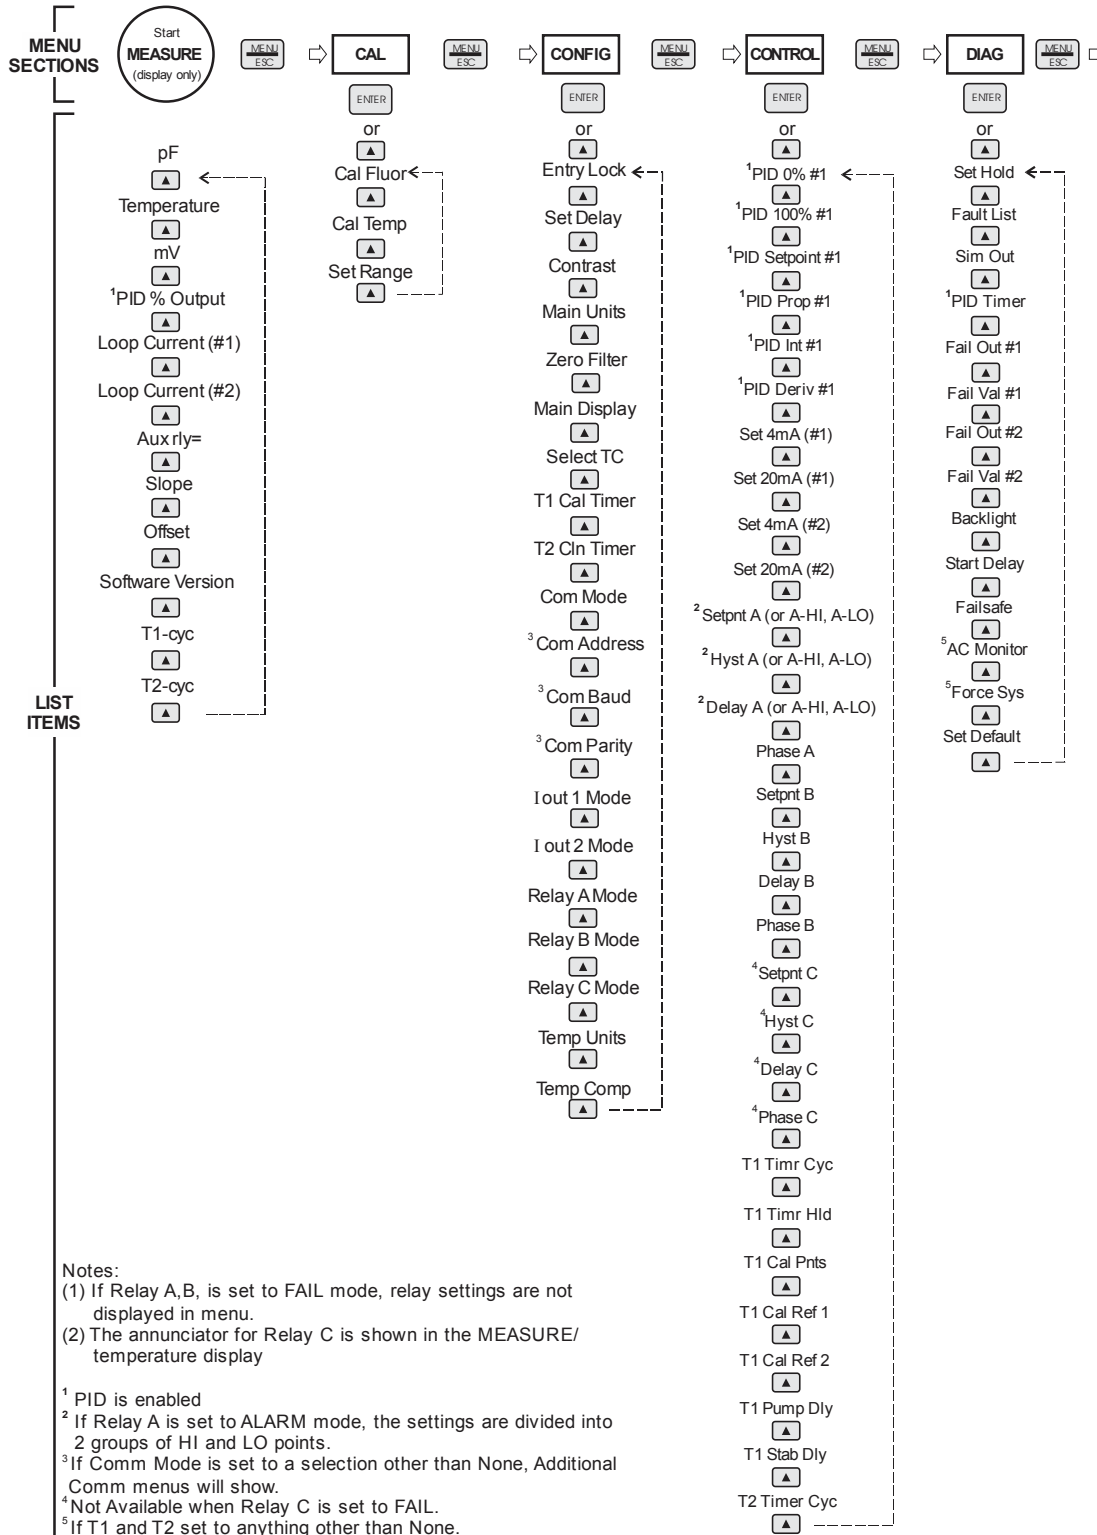 MENU
SECTIONS
Start
MEASURE
(display only)
MENU
ESC
CAL
MENU
ESC
CONFIG
MENU
ESC
CONTROL
MENU
ESC
DIAG
MENU
ESC
ENTER
or
ENTER
or
ENTER
or
ENTER
or
LIST
ITEMS
pF
Temperature
mV
¹PID % Output
Loop Current (#1)
Loop Current (#2)
Aux rly=
Slope
Offset
Software Version
T1-cyc
T2-cyc
Cal Fluor
Cal Temp
Set Range
Entry Lock
Set Delay
Contrast
Main Units
Zero Filter
Main Display
Select TC
T1 Cal Timer
T2 Cln Timer
Com Mode
³Com Address
³Com Baud
³Com Parity
I out 1 Mode
I out 2 Mode
Relay A Mode
Relay B Mode
Relay C Mode
Temp Units
Temp Comp
¹PID 0% #1
¹PID 100% #1
¹PID Setpoint #1
¹PID Prop #1
¹PID Int #1
¹PID Deriv #1
Set 4mA (#1)
Set 20mA (#1)
Set 4mA (#2)
Set 20mA (#2)
²Setpnt A (or A-HI, A-LO)
²Hyst A (or A-HI, A-LO)
²Delay A (or A-HI, A-LO)
Phase A
Setpnt B
Hyst B
Delay B
Phase B
⁴Setpnt C
⁴Hyst C
⁴Delay C
⁴Phase C
T1 Timr Cyc
T1 Timr Hld
T1 Cal Pnts
T1 Cal Ref 1
T1 Cal Ref 2
T1 Pump Dly
T1 Stab Dly
T2 Timer Cyc
Set Hold
Fault List
Sim Out
¹PID Timer
Fail Out #1
Fail Val #1
Fail Out #2
Fail Val #2
Backlight
Start Delay
Failsafe
⁵AC Monitor
⁵Force Sys
Set Default
Notes:
(1) If Relay A,B, is set to FAIL mode, relay settings are not
displayed in menu.
(2) The annunciator for Relay C is shown in the MEASURE/
temperature display
¹ PID is enabled
² If Relay A is set to ALARM mode, the settings are divided into
2 groups of HI and LO points.
³ If Comm Mode is set to a selection other than None, Additional
Comm menus will show.
⁴ Not Available when Relay C is set to FAIL.
⁵ If T1 and T2 set to anything other than None.